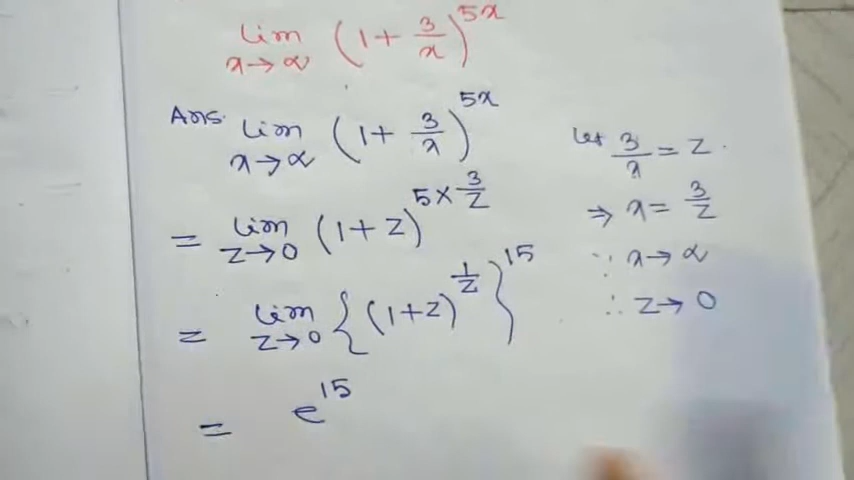 lim x→∝ (1 + 3/x)^5x
Ans. lim x→∝ (1 + 3/x)^5x
let 3/x = z.
= lim z→0 (1 + z)^5×3/z
⇒ x = 3/z
∵ x→∝
= lim z→0 {(1+z)^1/z}^15
∴ z→0
= e^15